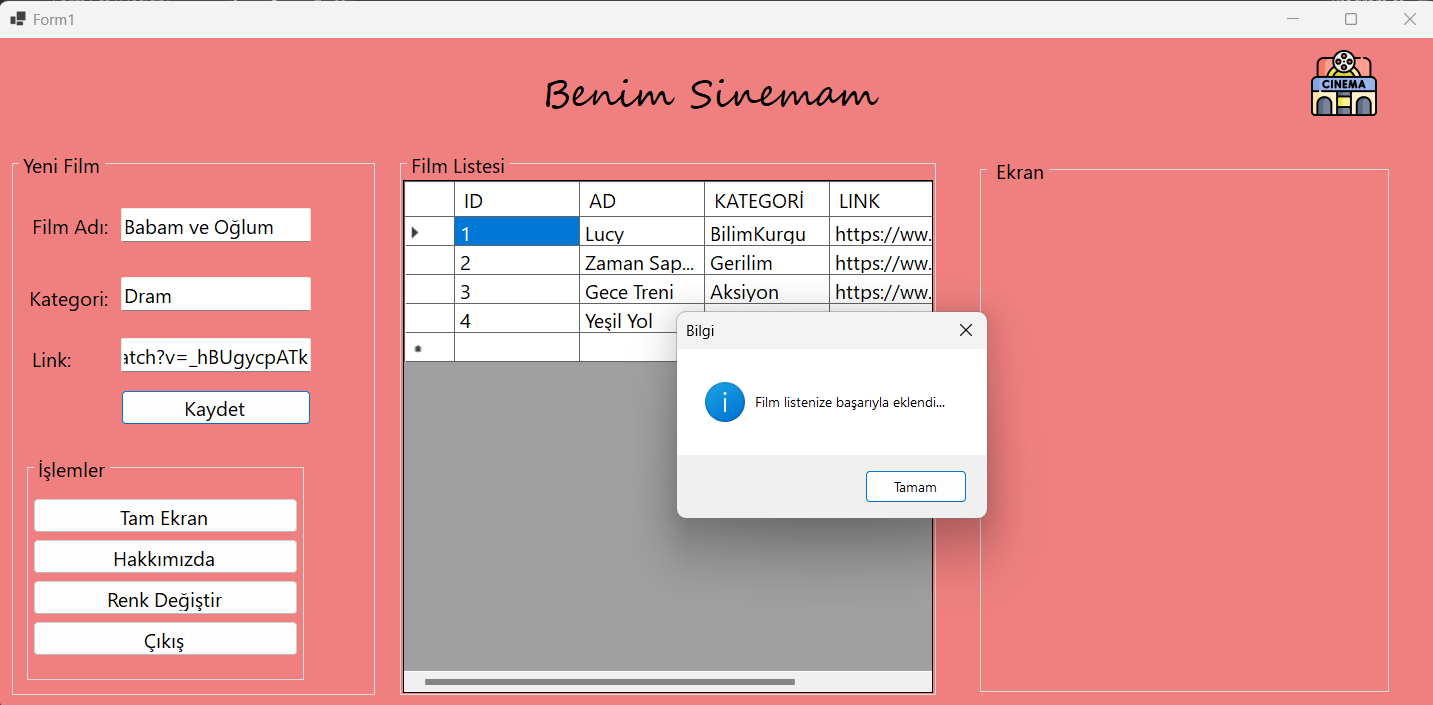 Form1
Benim Sinemam
CINEMA
Yeni Film
Film Adı: Babam ve Oğlum
Kategori: Dram
Link: atch?v=_hBUgycpATk
Kaydet
İşlemler
Tam Ekran
Hakkımızda
Renk Değiştir
Çıkış
Film Listesi
ID AD KATEGORİ LINK
1 Lucy BilimKurgu https://ww.
2 Zaman Sap... Gerilim https://ww.
3 Gece Treni Aksiyon https://ww.
4 Yeşil Yol
Bilgi
Film listenize başarıyla eklendi...
Tamam
Ekran